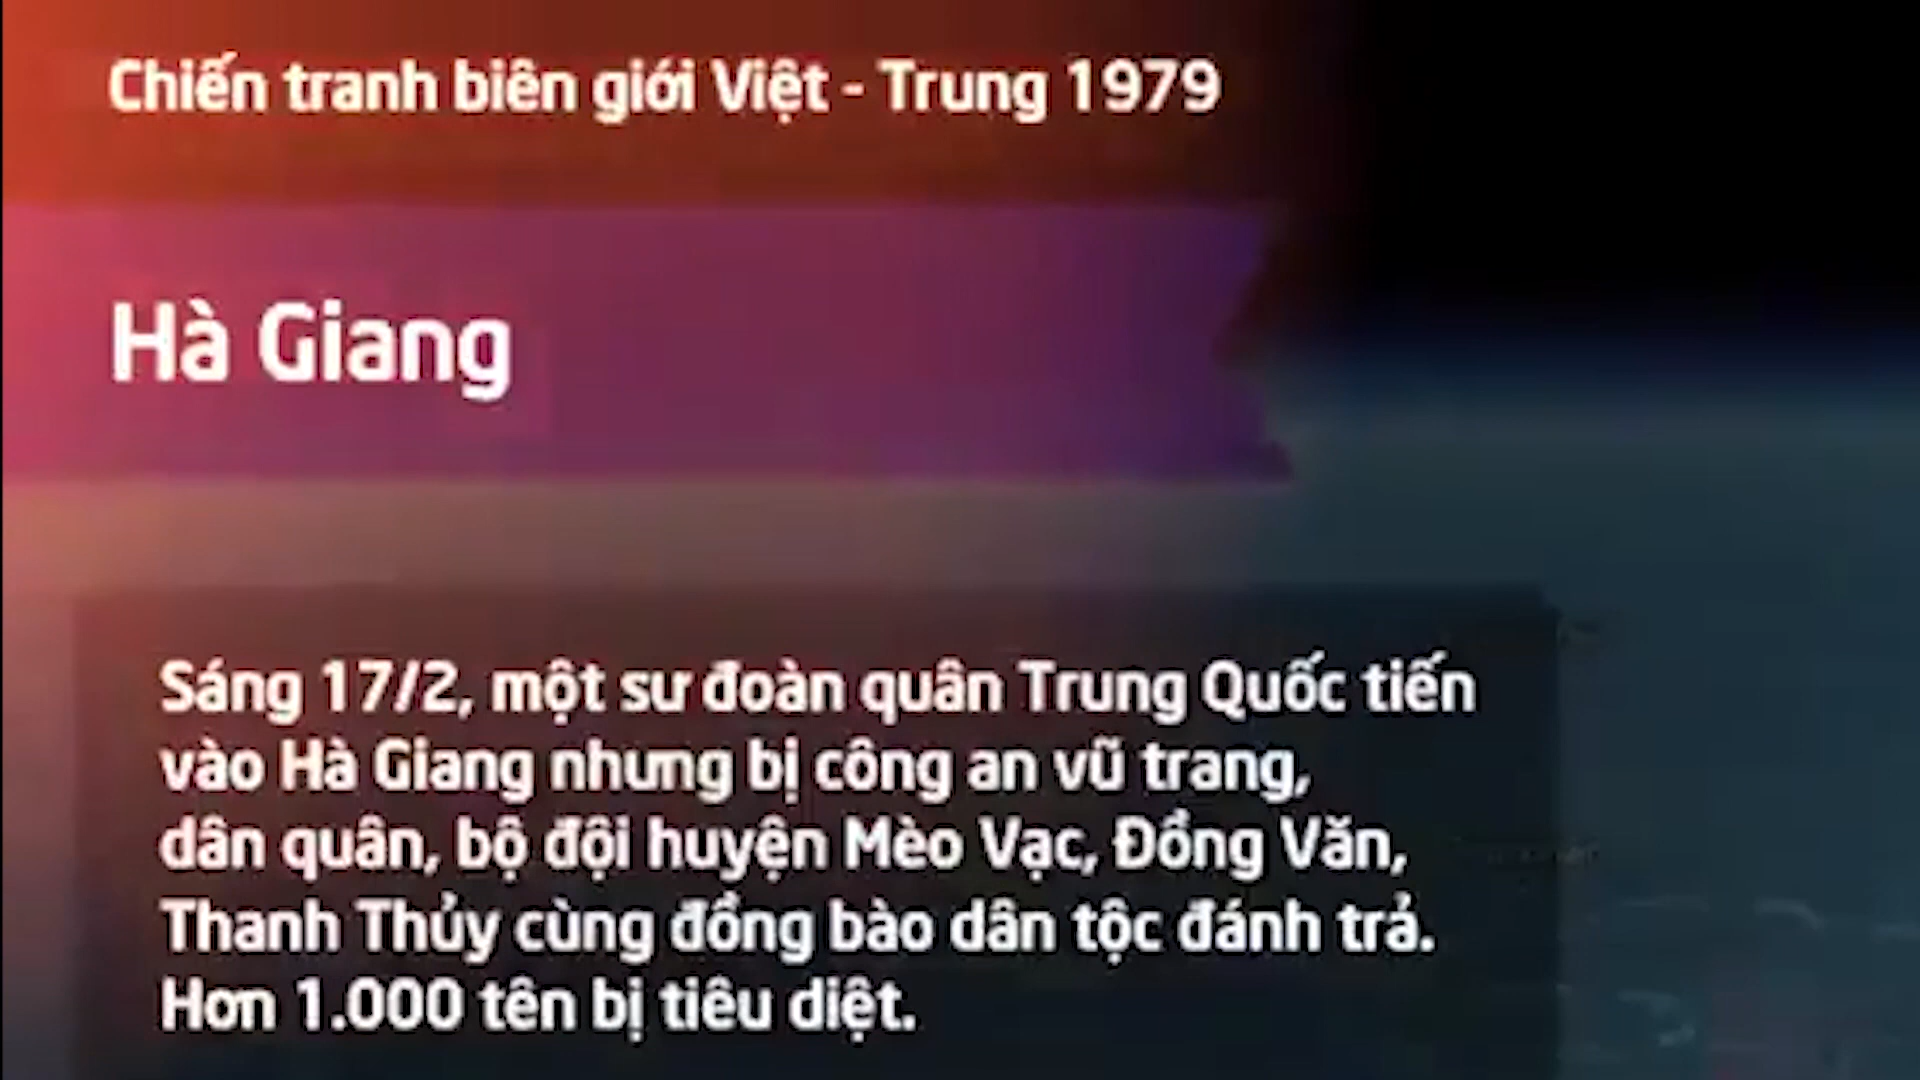 Chiến tranh biên giới Việt - Trung 1979
Hà Giang
Sáng 17/2, một sư đoàn quân Trung Quốc tiến
vào Hà Giang nhưng bị công an vũ trang,
dân quân, bộ đội huyện Mèo Vạc, Đồng Văn,
Thanh Thủy cùng đồng bào dân tộc đánh trả.
Hơn 1.000 tên bị tiêu diệt.